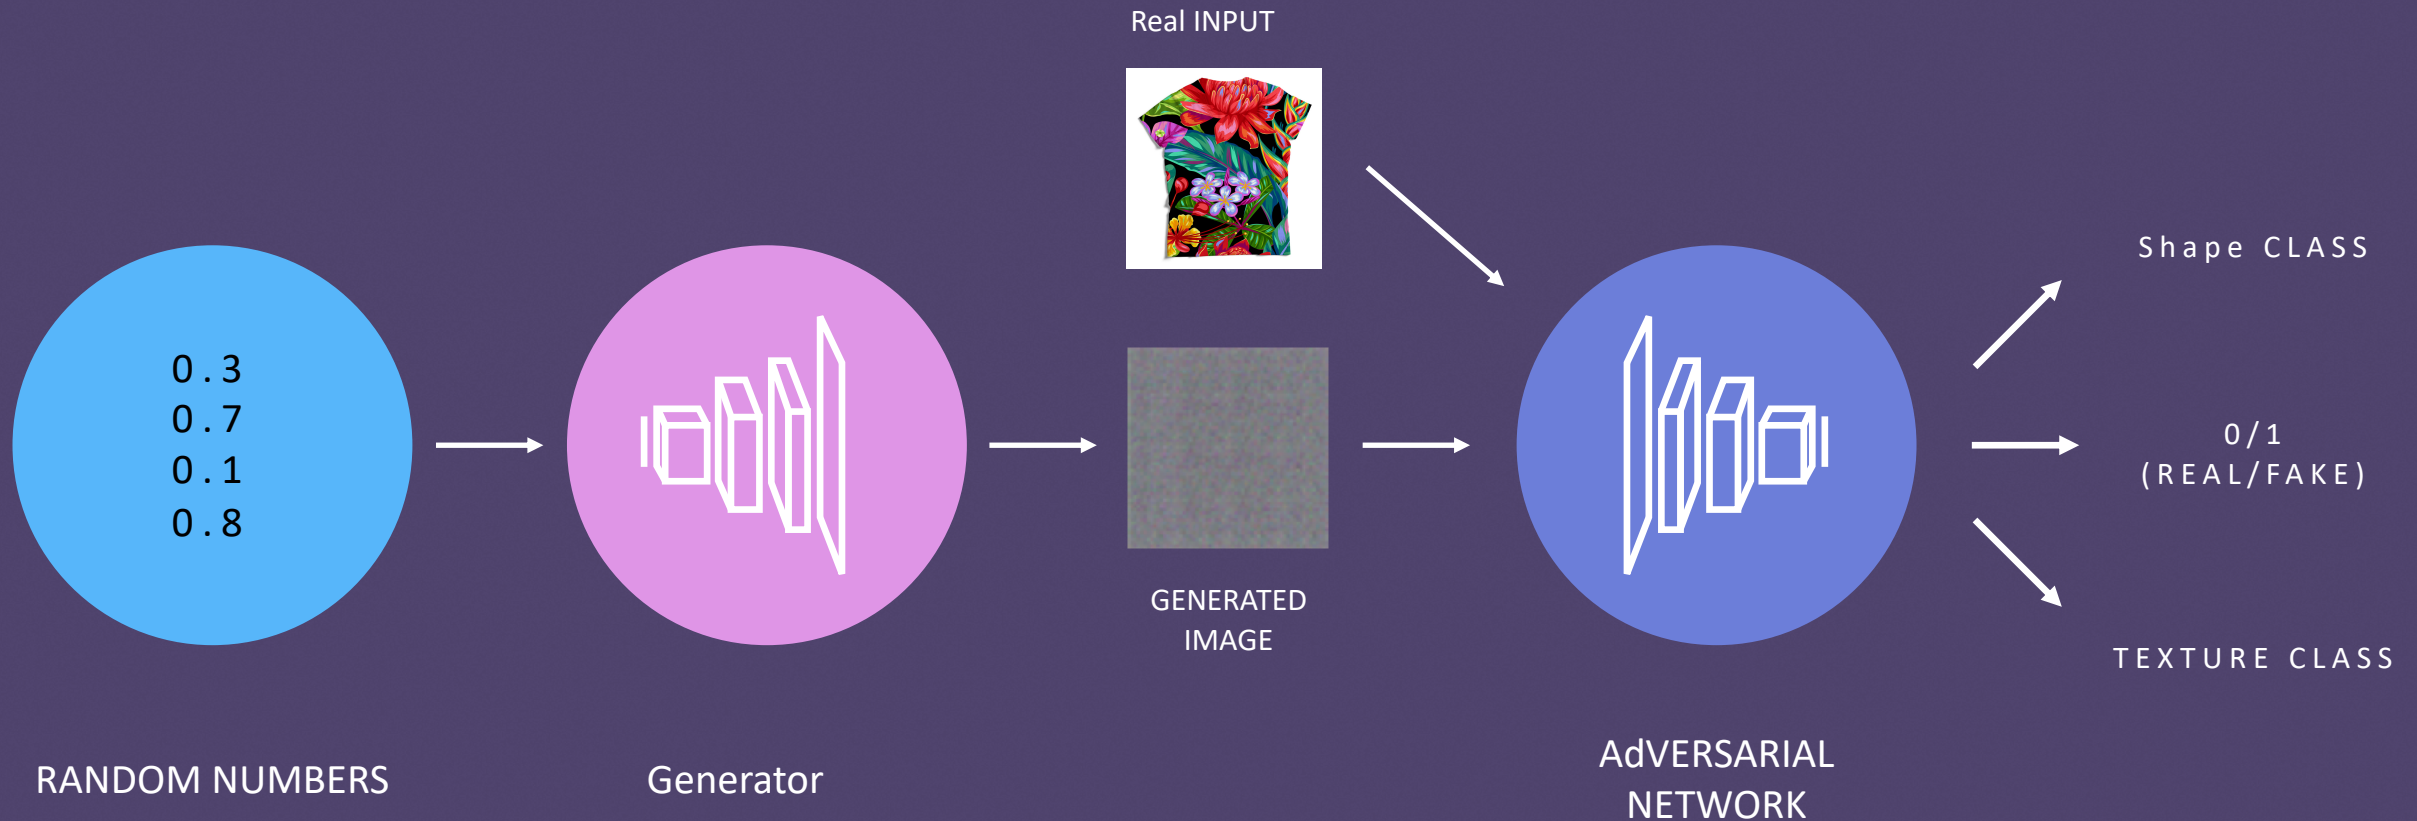 Real INPUT
0.3
0.7
0.1
0.8
Shape CLASS
0/1
(REAL/FAKE)
GENERATED
IMAGE
TEXTURE CLASS
RANDOM NUMBERS
Generator
AdVERSARIAL
NETWORK